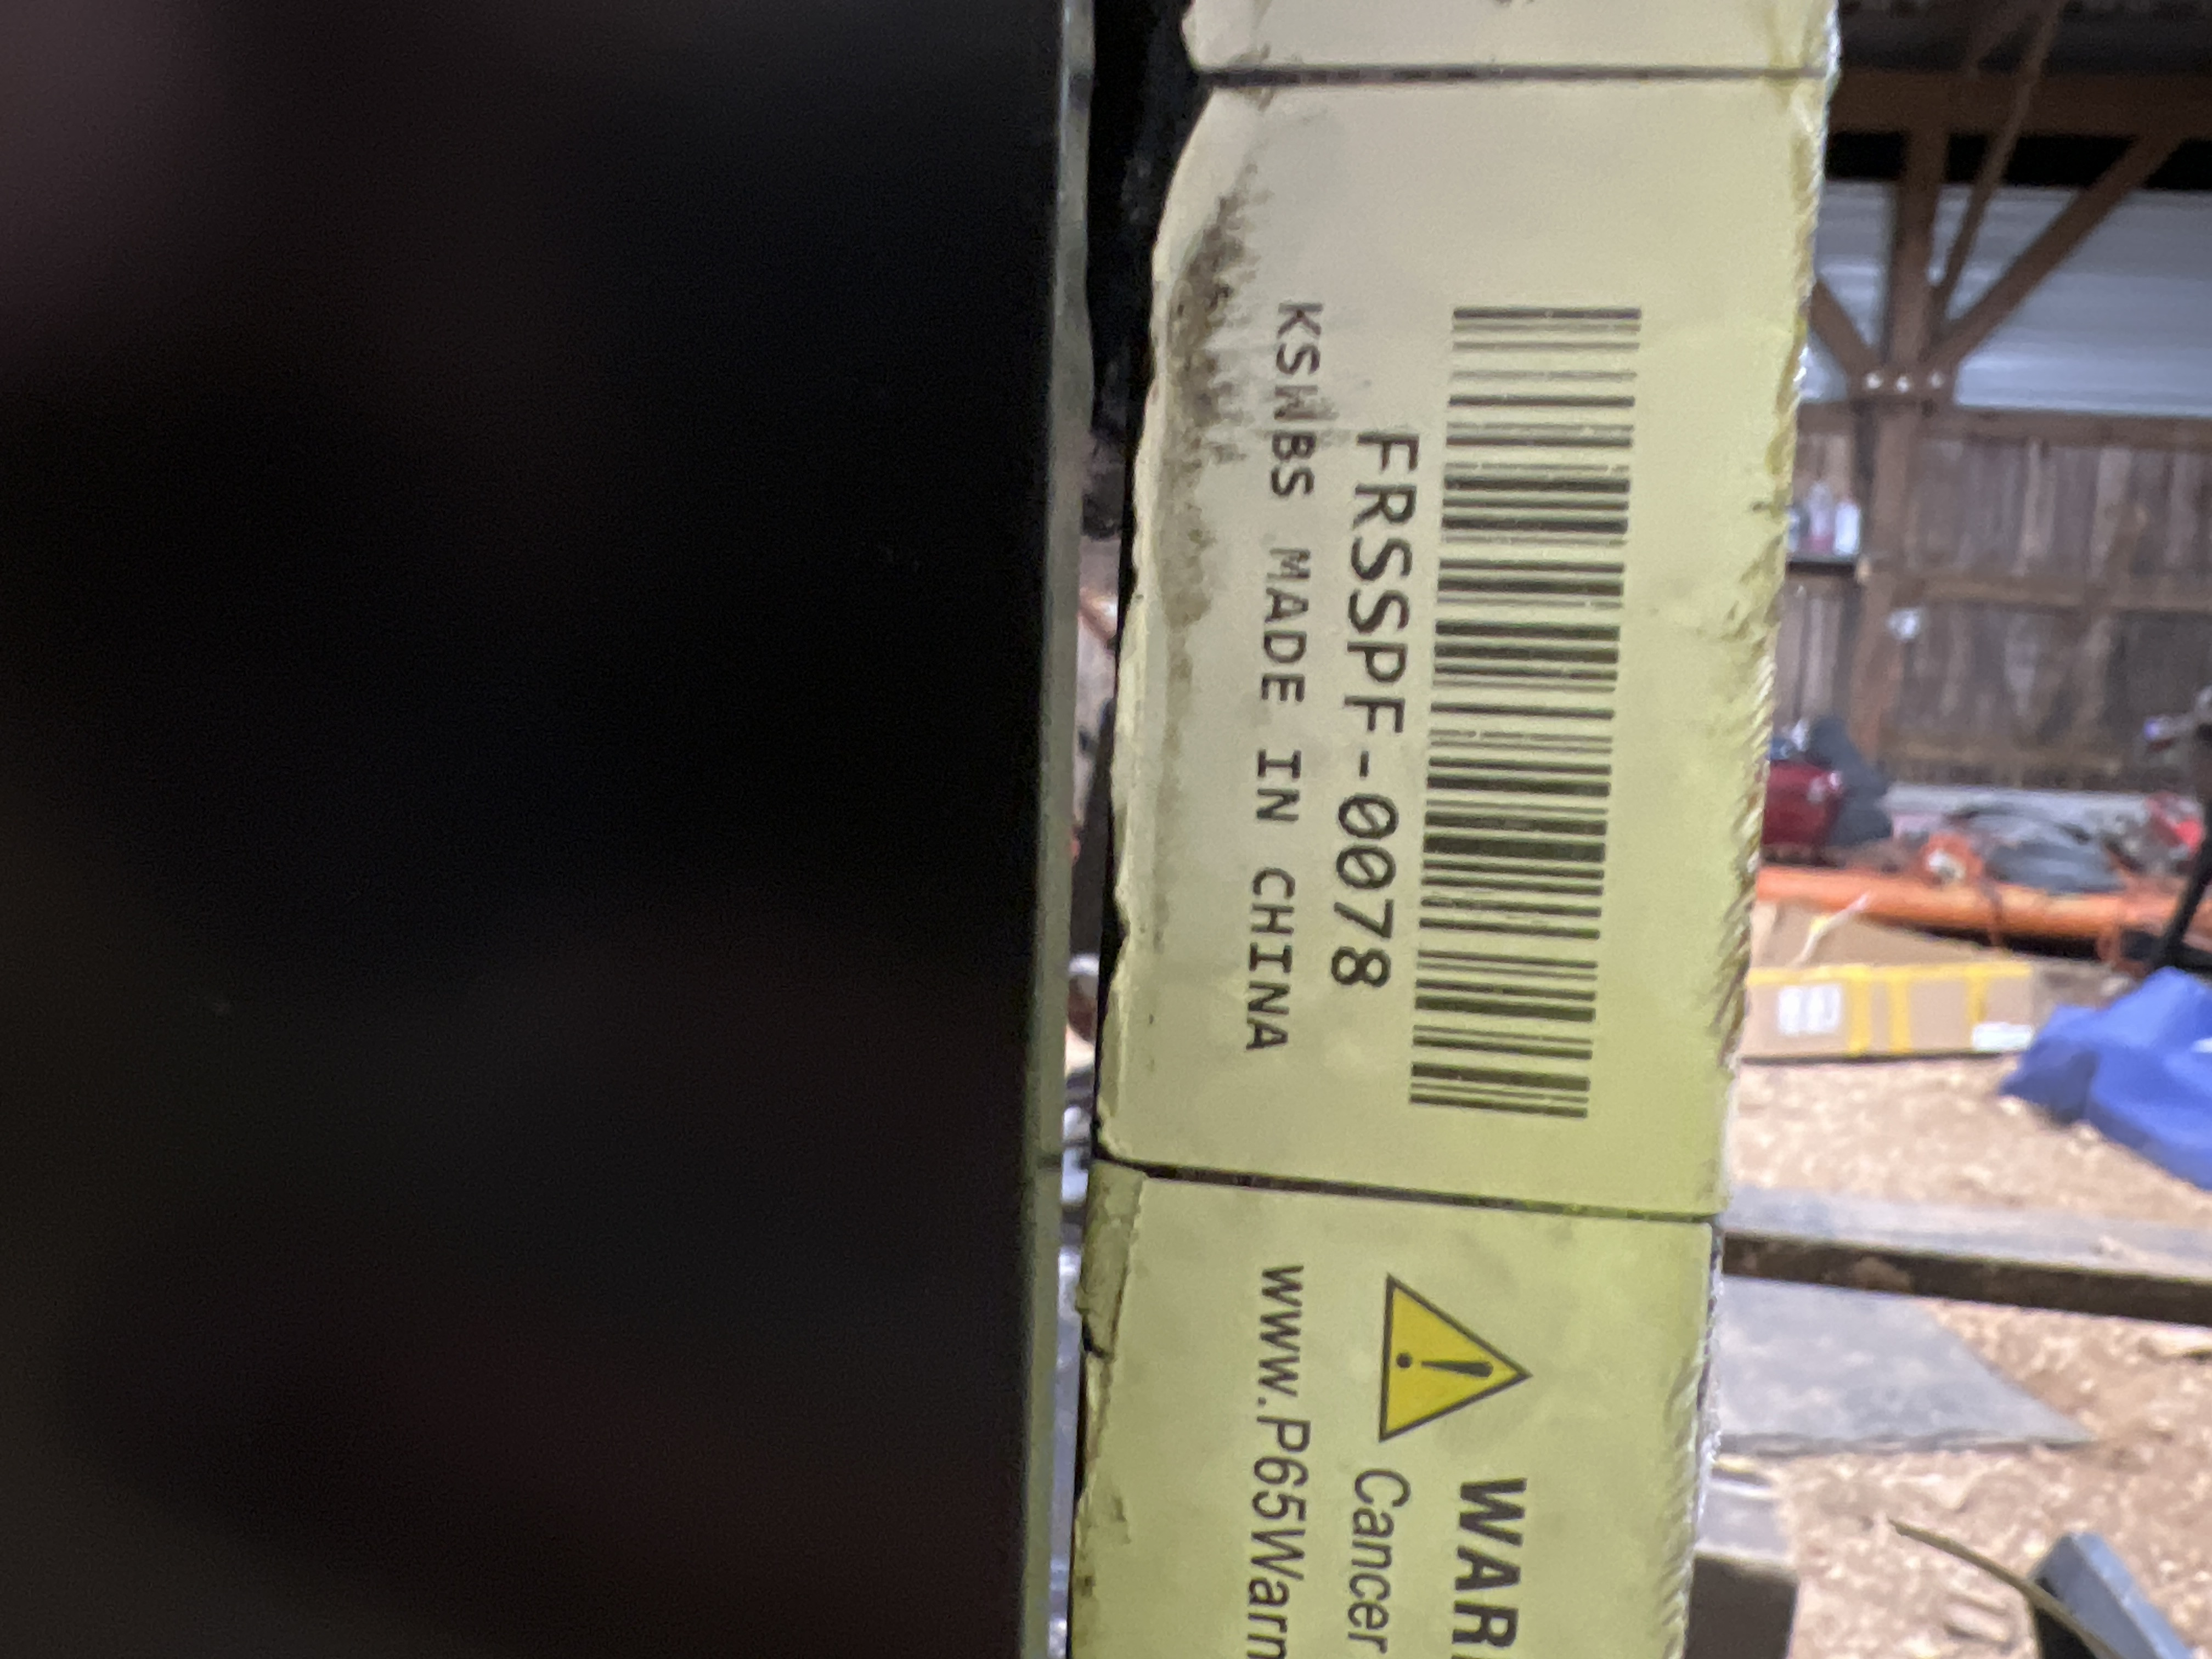 FRSSPF-0078
KSWBS MADE IN CHINA
WAR
Cancer
www.P65Warn